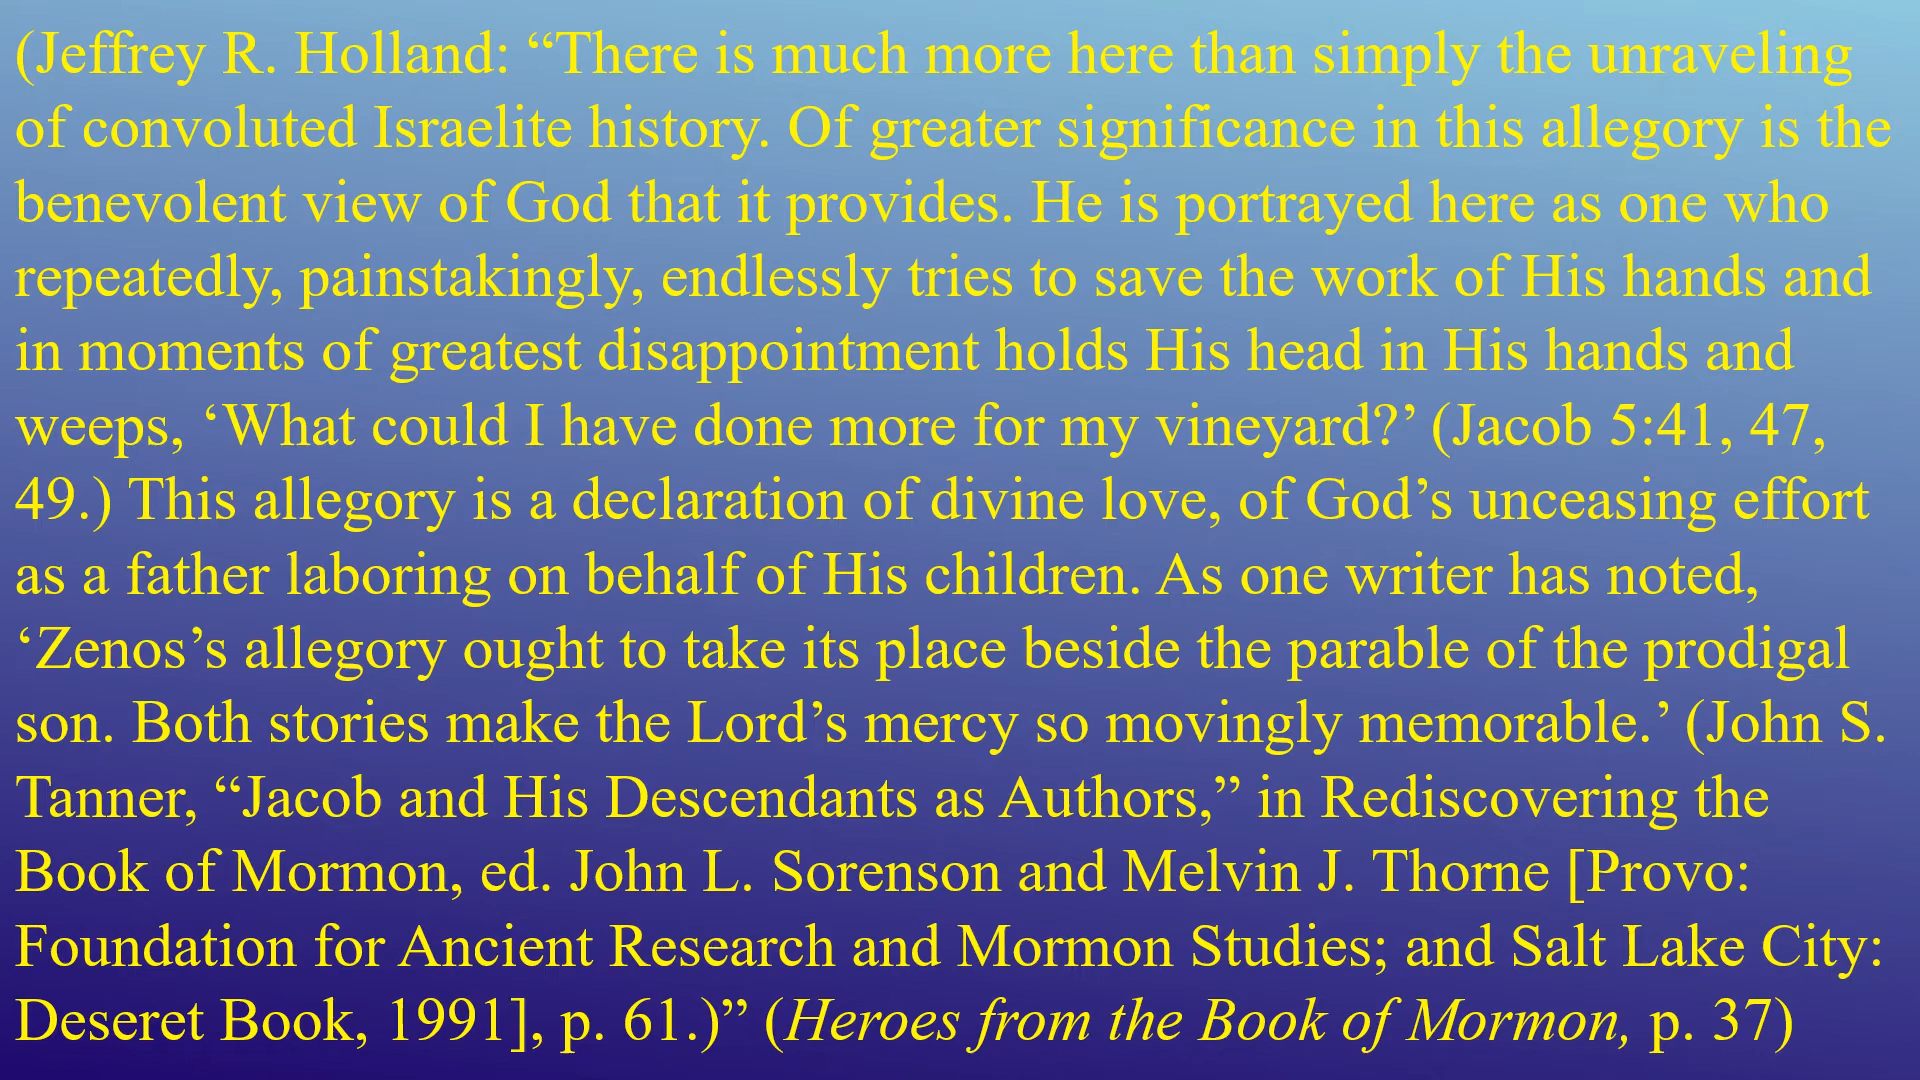 (Jeffrey R. Holland: “There is much more here than simply the unraveling
of convoluted Israelite history. Of greater significance in this allegory is the
benevolent view of God that it provides. He is portrayed here as one who
repeatedly, painstakingly, endlessly tries to save the work of His hands and
in moments of greatest disappointment holds His head in His hands and
weeps, ‘What could I have done more for my vineyard?’ (Jacob 5:41, 47,
49.) This allegory is a declaration of divine love, of God’s unceasing effort
as a father laboring on behalf of His children. As one writer has noted,
‘Zenos’s allegory ought to take its place beside the parable of the prodigal
son. Both stories make the Lord’s mercy so movingly memorable.’ (John S.
Tanner, “Jacob and His Descendants as Authors,” in Rediscovering the
Book of Mormon, ed. John L. Sorenson and Melvin J. Thorne [Provo:
Foundation for Ancient Research and Mormon Studies; and Salt Lake City:
Deseret Book, 1991], p. 61.)” (Heroes from the Book of Mormon, p. 37)